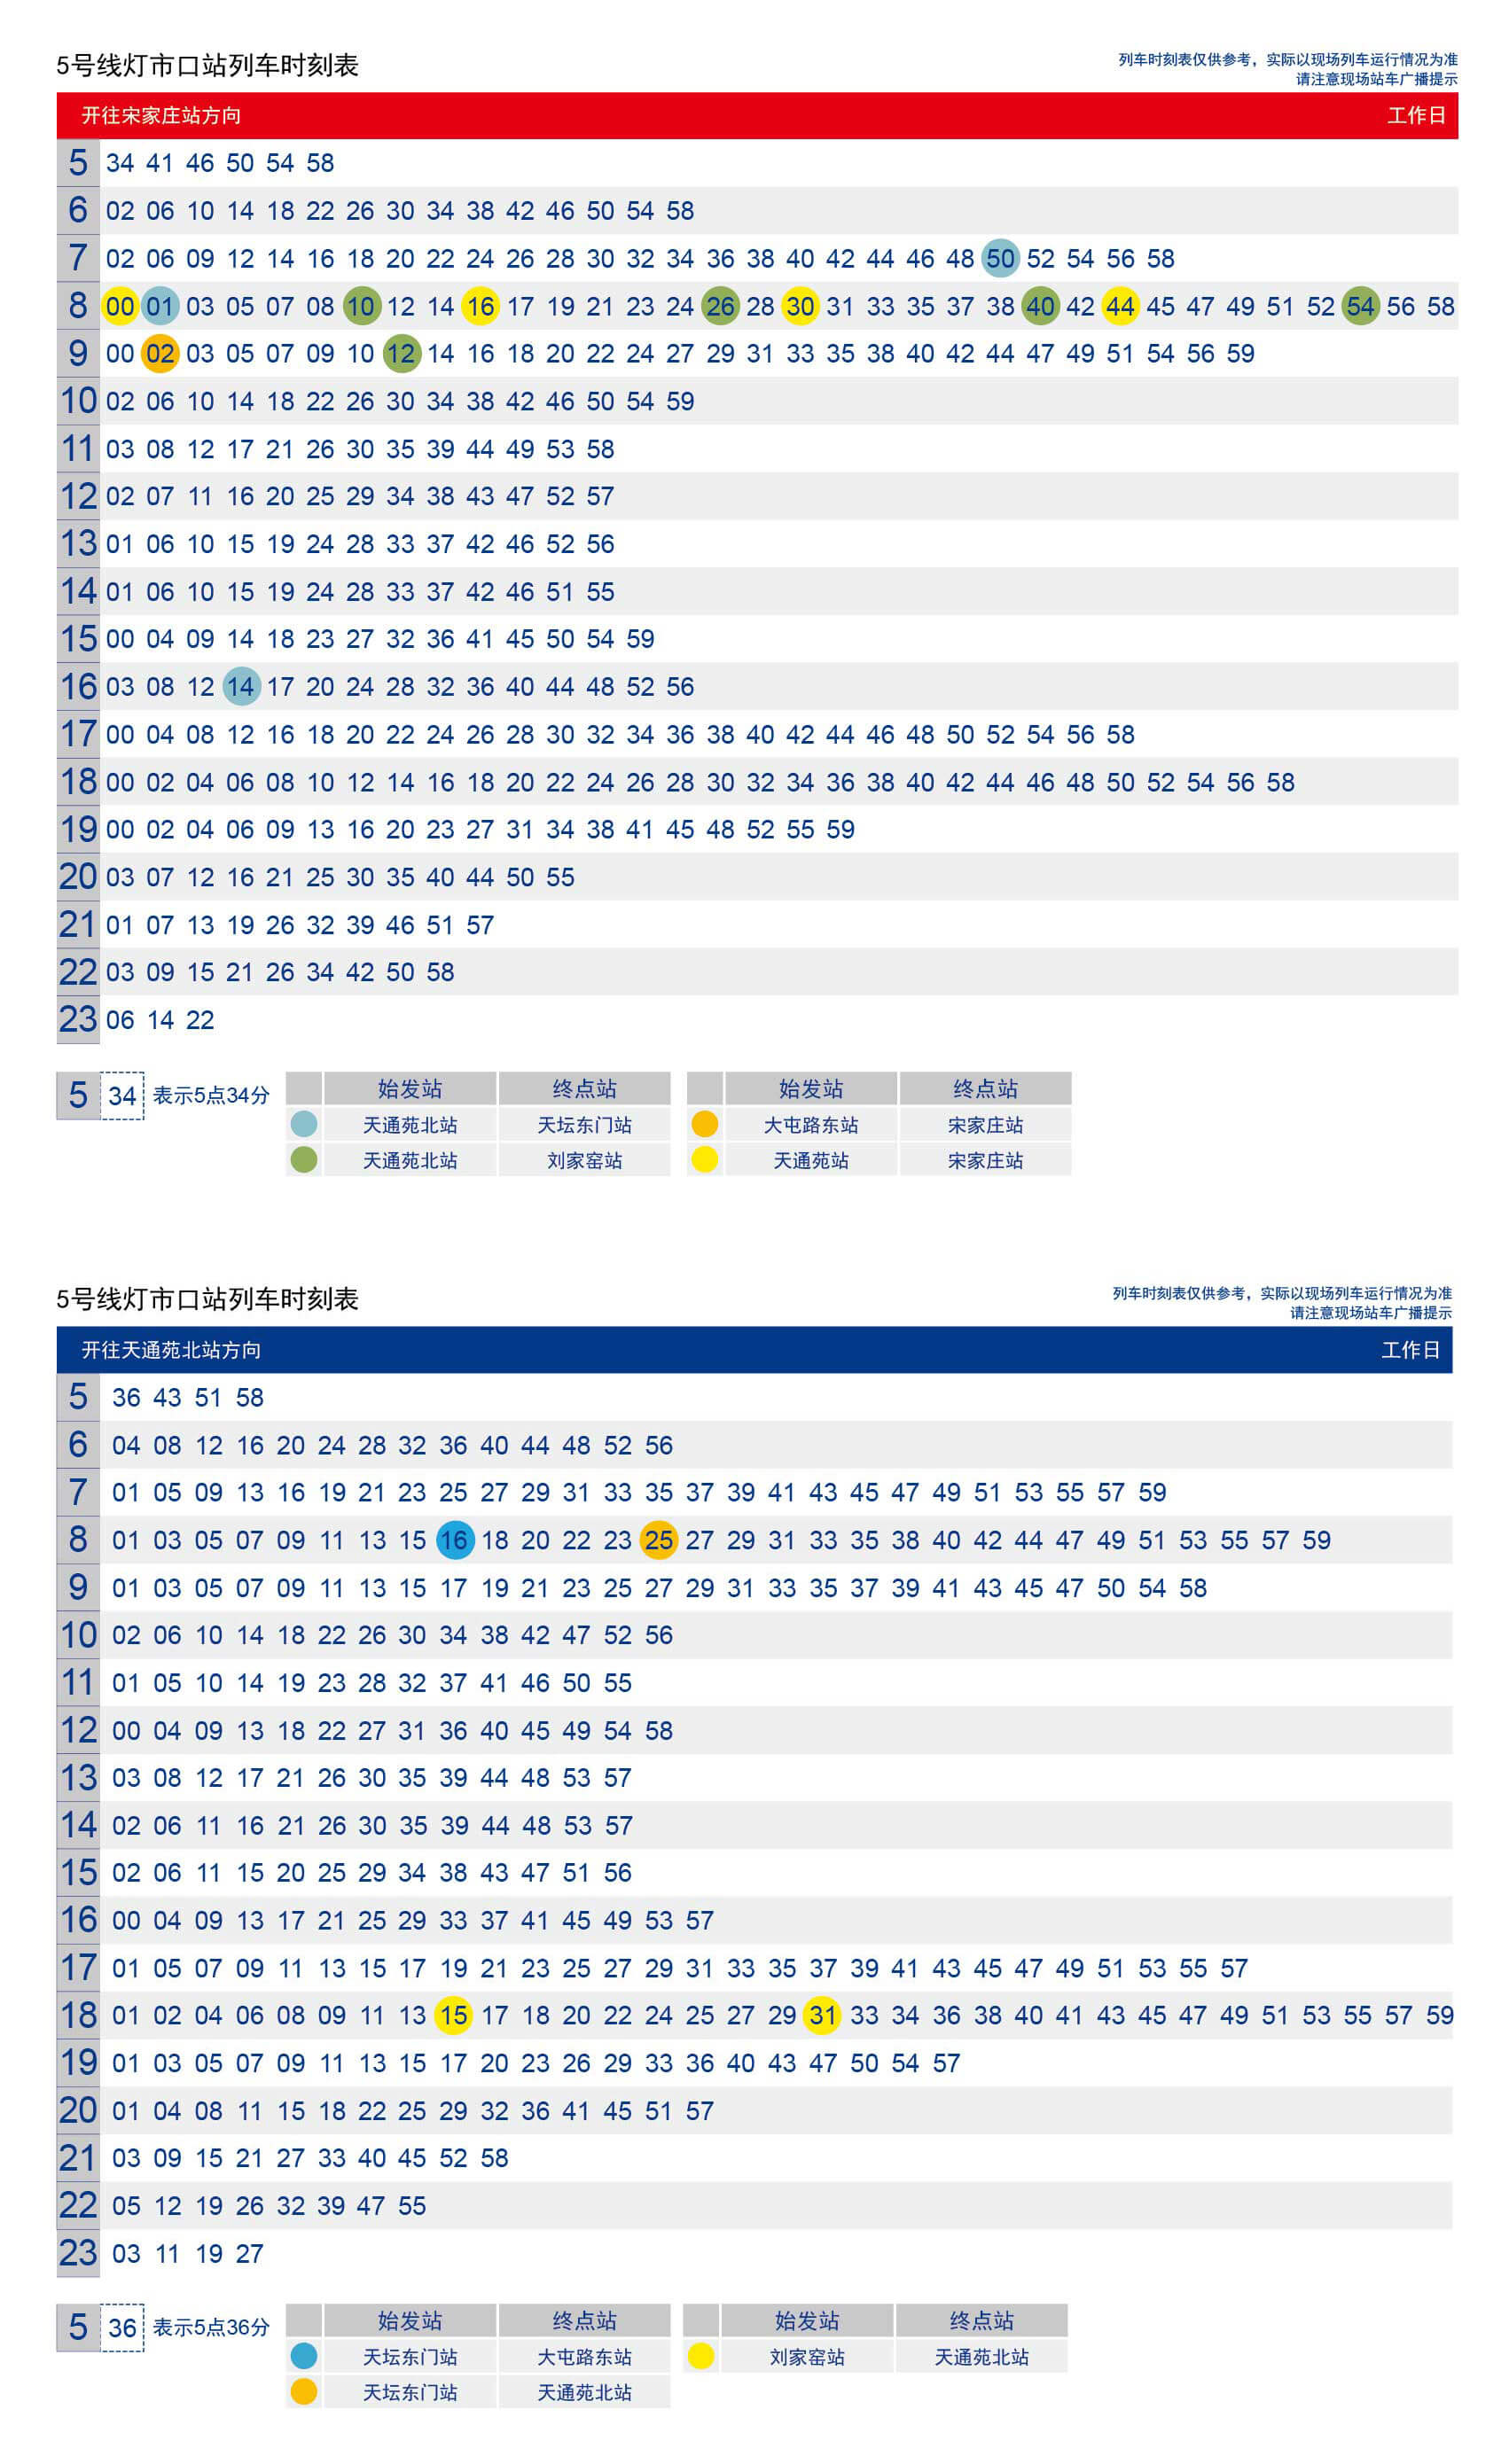 5号线灯市口站列车时刻表
列车时刻表仅供参考，实际以现场列车运行情况为准
请注意现场站车广播提示
开往宋家庄站方向 工作日
5 34 41 46 50 54 58
6 02 06 10 14 18 22 26 30 34 38 42 46 50 54 58
7 02 06 09 12 14 16 18 20 22 24 26 28 30 32 34 36 38 40 42 44 46 48 50 52 54 56 58
8 00 01 03 05 07 08 10 12 14 16 17 19 21 23 24 26 28 30 31 33 35 37 38 40 42 44 45 47 49 51 52 54 56 58
9 00 02 03 05 07 09 10 12 14 16 18 20 22 24 27 29 31 33 35 38 40 42 44 47 49 51 54 56 59
10 02 06 10 14 18 22 26 30 34 38 42 46 50 54 59
11 03 08 12 17 21 26 30 35 39 44 49 53 58
12 02 07 11 16 20 25 29 34 38 43 47 52 57
13 01 06 10 15 19 24 28 33 37 42 46 52 56
14 01 06 10 15 19 24 28 33 37 42 46 51 55
15 00 04 09 14 18 23 27 32 36 41 45 50 54 59
16 03 08 12 14 17 20 24 28 32 36 40 44 48 52 56
17 00 04 08 12 16 18 20 22 24 26 28 30 32 34 36 38 40 42 44 46 48 50 52 54 56 58
18 00 02 04 06 08 10 12 14 16 18 20 22 24 26 28 30 32 34 36 38 40 42 44 46 48 50 52 54 56 58
19 00 02 04 06 09 13 16 20 23 27 31 34 38 41 45 48 52 55 59
20 03 07 12 16 21 25 30 35 40 44 50 55
21 01 07 13 19 26 32 39 46 51 57
22 03 09 15 21 26 34 42 50 58
23 06 14 22
5 34 表示5点34分
始发站 终点站 始发站 终点站
天通苑北站 天坛东门站 大屯路东站 宋家庄站
天通苑北站 刘家窑站 天通苑站 宋家庄站
5号线灯市口站列车时刻表
列车时刻表仅供参考，实际以现场列车运行情况为准
请注意现场站车广播提示
开往天通苑北站方向 工作日
5 36 43 51 58
6 04 08 12 16 20 24 28 32 36 40 44 48 52 56
7 01 05 09 13 16 19 21 23 25 27 29 31 33 35 37 39 41 43 45 47 49 51 53 55 57 59
8 01 03 05 07 09 11 13 15 16 18 20 22 23 25 27 29 31 33 35 38 40 42 44 47 49 51 53 55 57 59
9 01 03 05 07 09 11 13 15 17 19 21 23 25 27 29 31 33 35 37 39 41 43 45 47 50 54 58
10 02 06 10 14 18 22 26 30 34 38 42 47 52 56
11 01 05 10 14 19 23 28 32 37 41 46 50 55
12 00 04 09 13 18 22 27 31 36 40 45 49 54 58
13 03 08 12 17 21 26 30 35 39 44 48 53 57
14 02 06 11 16 21 26 30 35 39 44 48 53 57
15 02 06 11 15 20 25 29 34 38 43 47 51 56
16 00 04 09 13 17 21 25 29 33 37 41 45 49 53 57
17 01 05 07 09 11 13 15 17 19 21 23 25 27 29 31 33 35 37 39 41 43 45 47 49 51 53 55 57
18 01 02 04 06 08 09 11 13 15 17 18 20 22 24 25 27 29 31 33 34 36 38 40 41 43 45 47 49 51 53 55 57 59
19 01 03 05 07 09 11 13 15 17 20 23 26 29 33 36 40 43 47 50 54 57
20 01 04 08 11 15 18 22 25 29 32 36 41 45 51 57
21 03 09 15 21 27 33 40 45 52 58
22 05 12 19 26 32 39 47 55
23 03 11 19 27
5 36 表示5点36分
始发站 终点站 始发站 终点站
天坛东门站 大屯路东站 刘家窑站 天通苑北站
天坛东门站 天通苑北站